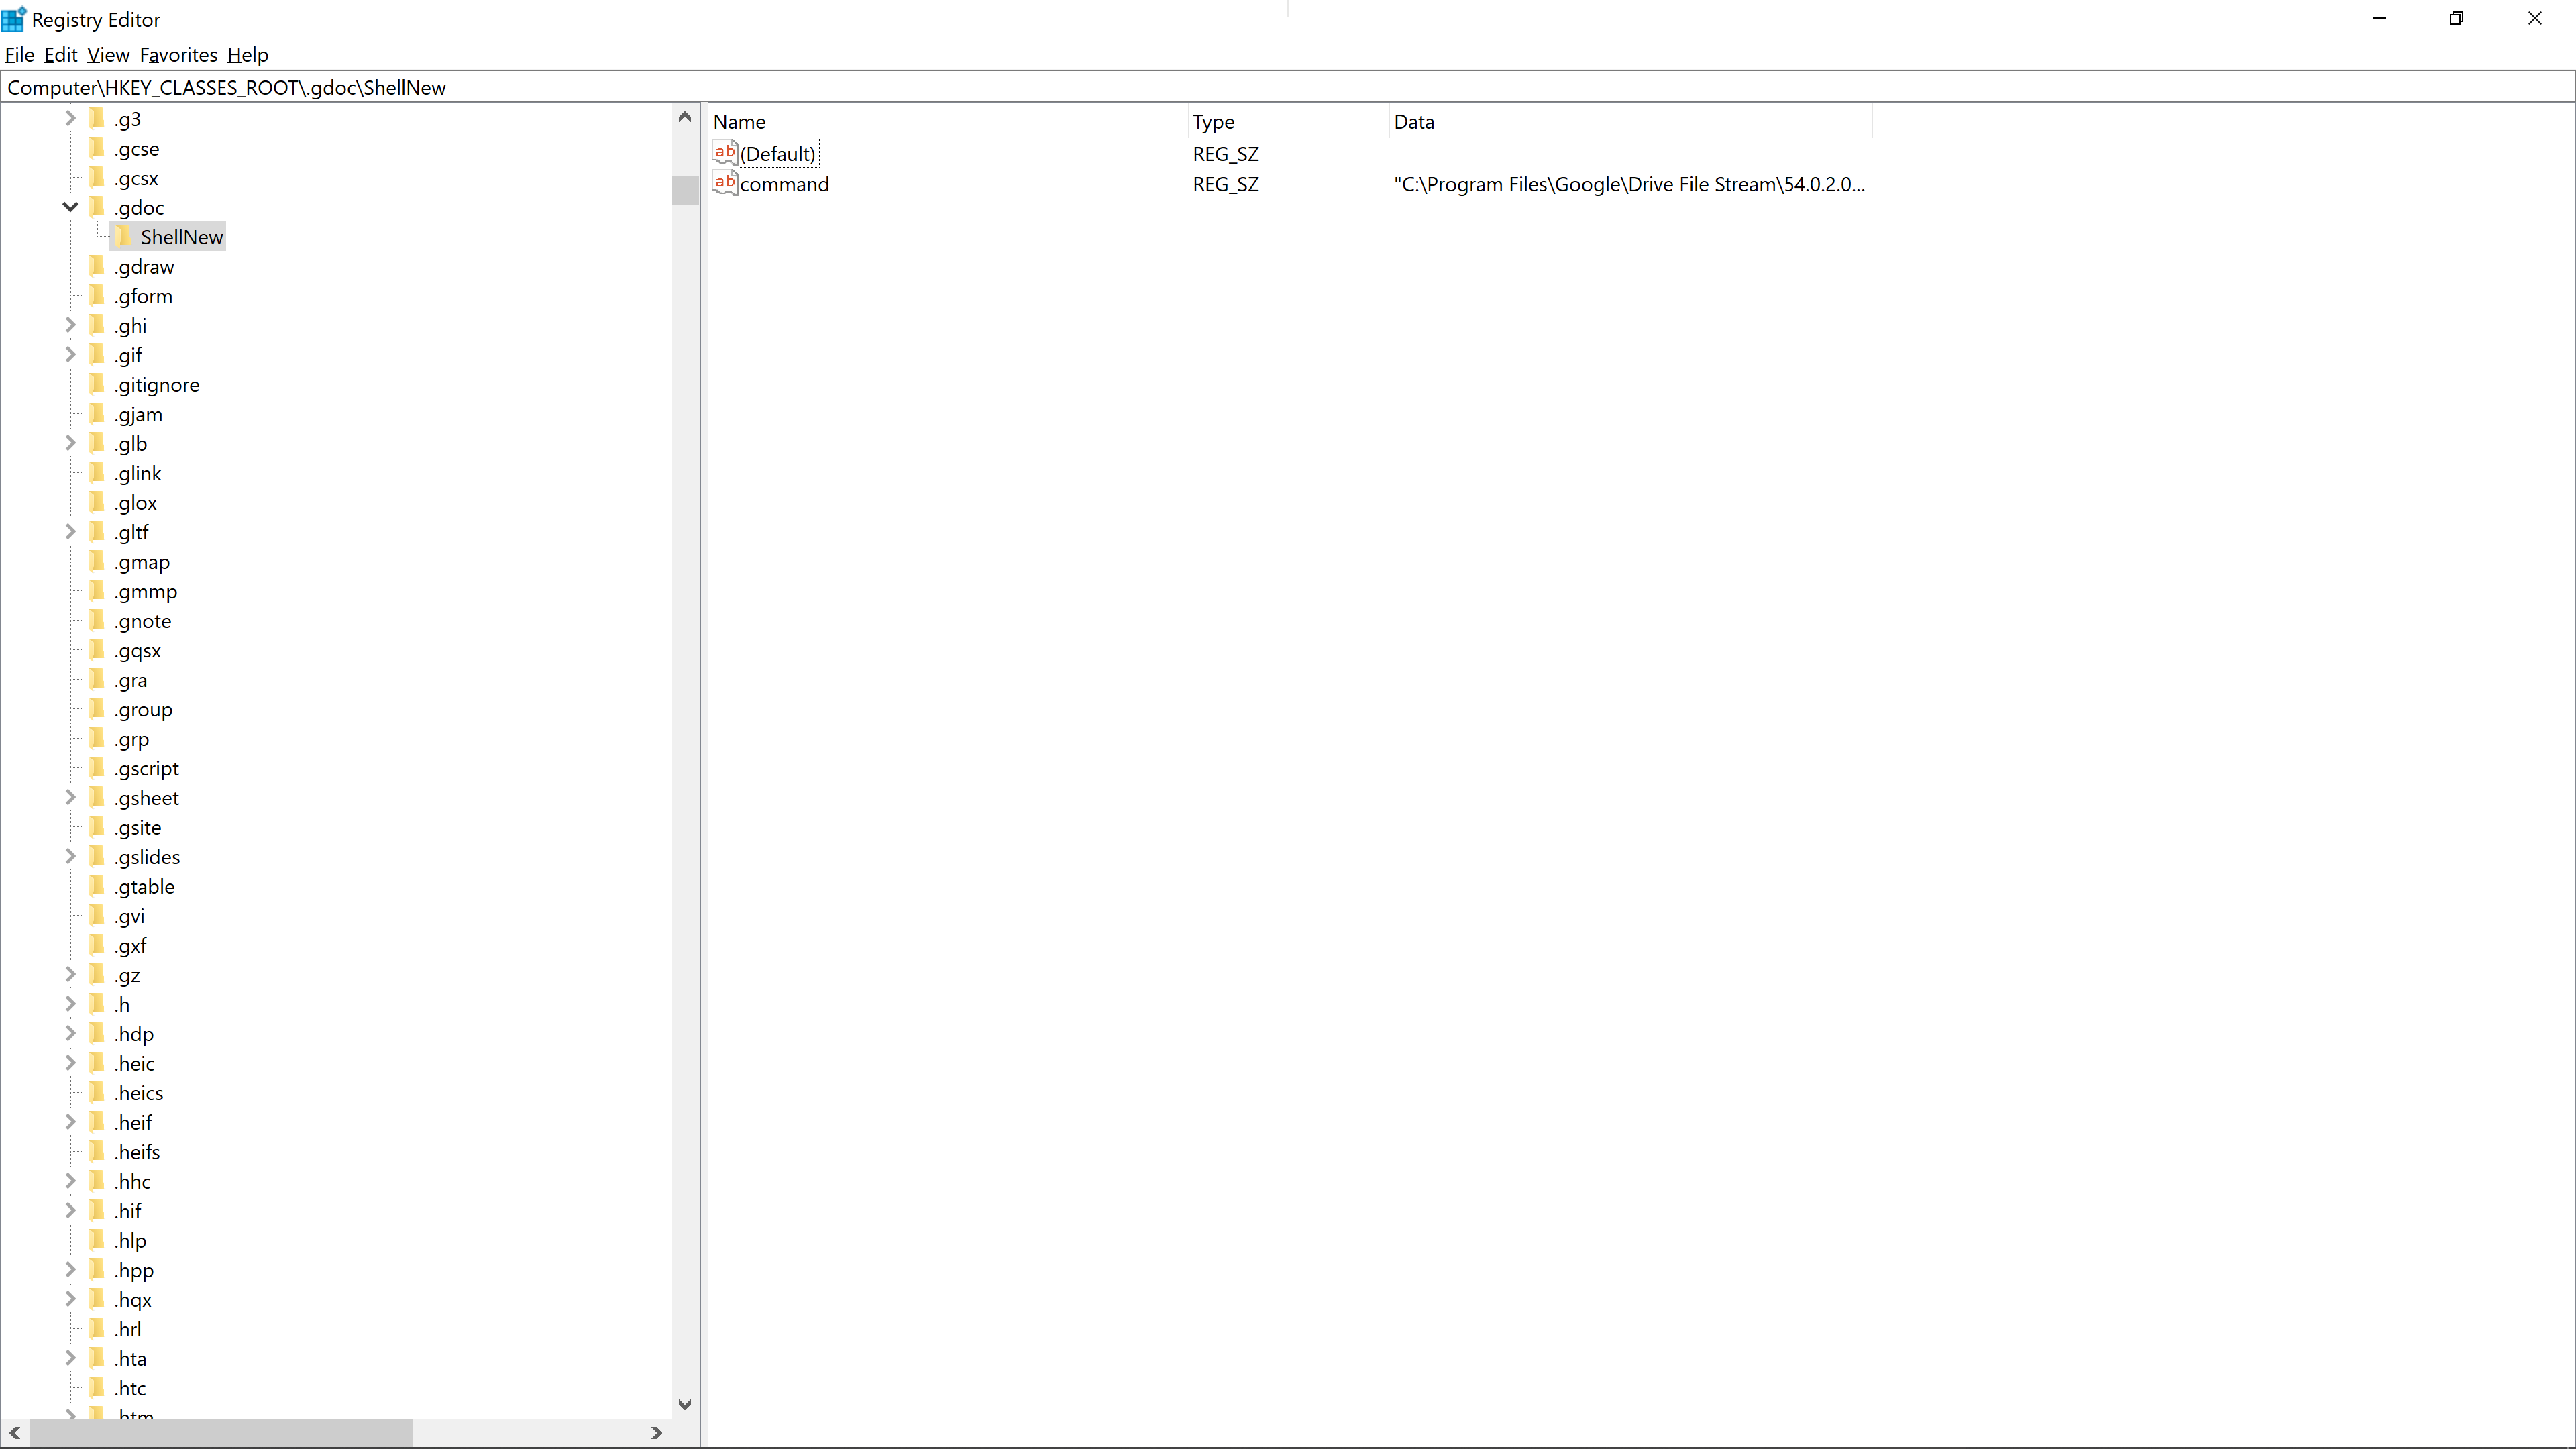 Registry Editor
File Edit View Favorites Help
Computer\HKEY_CLASSES_ROOT\.gdoc\ShellNew
.g3
.gcse
.gcsx
.gdoc
ShellNew
.gdraw
.gform
.ghi
.gif
.gitignore
.gjam
.glb
.glink
.glox
.gltf
.gmap
.gmmp
.gnote
.gqsx
.gra
.group
.grp
.gscript
.gsheet
.gsite
.gslides
.gtable
.gvi
.gxf
.gz
.h
.hdp
.heic
.heics
.heif
.heifs
.hhc
.hif
.hlp
.hpp
.hqx
.hrl
.hta
.htc
.htm
Name Type Data
ab (Default) REG_SZ
ab command REG_SZ "C:\Program Files\Google\Drive File Stream\54.0.2.0...